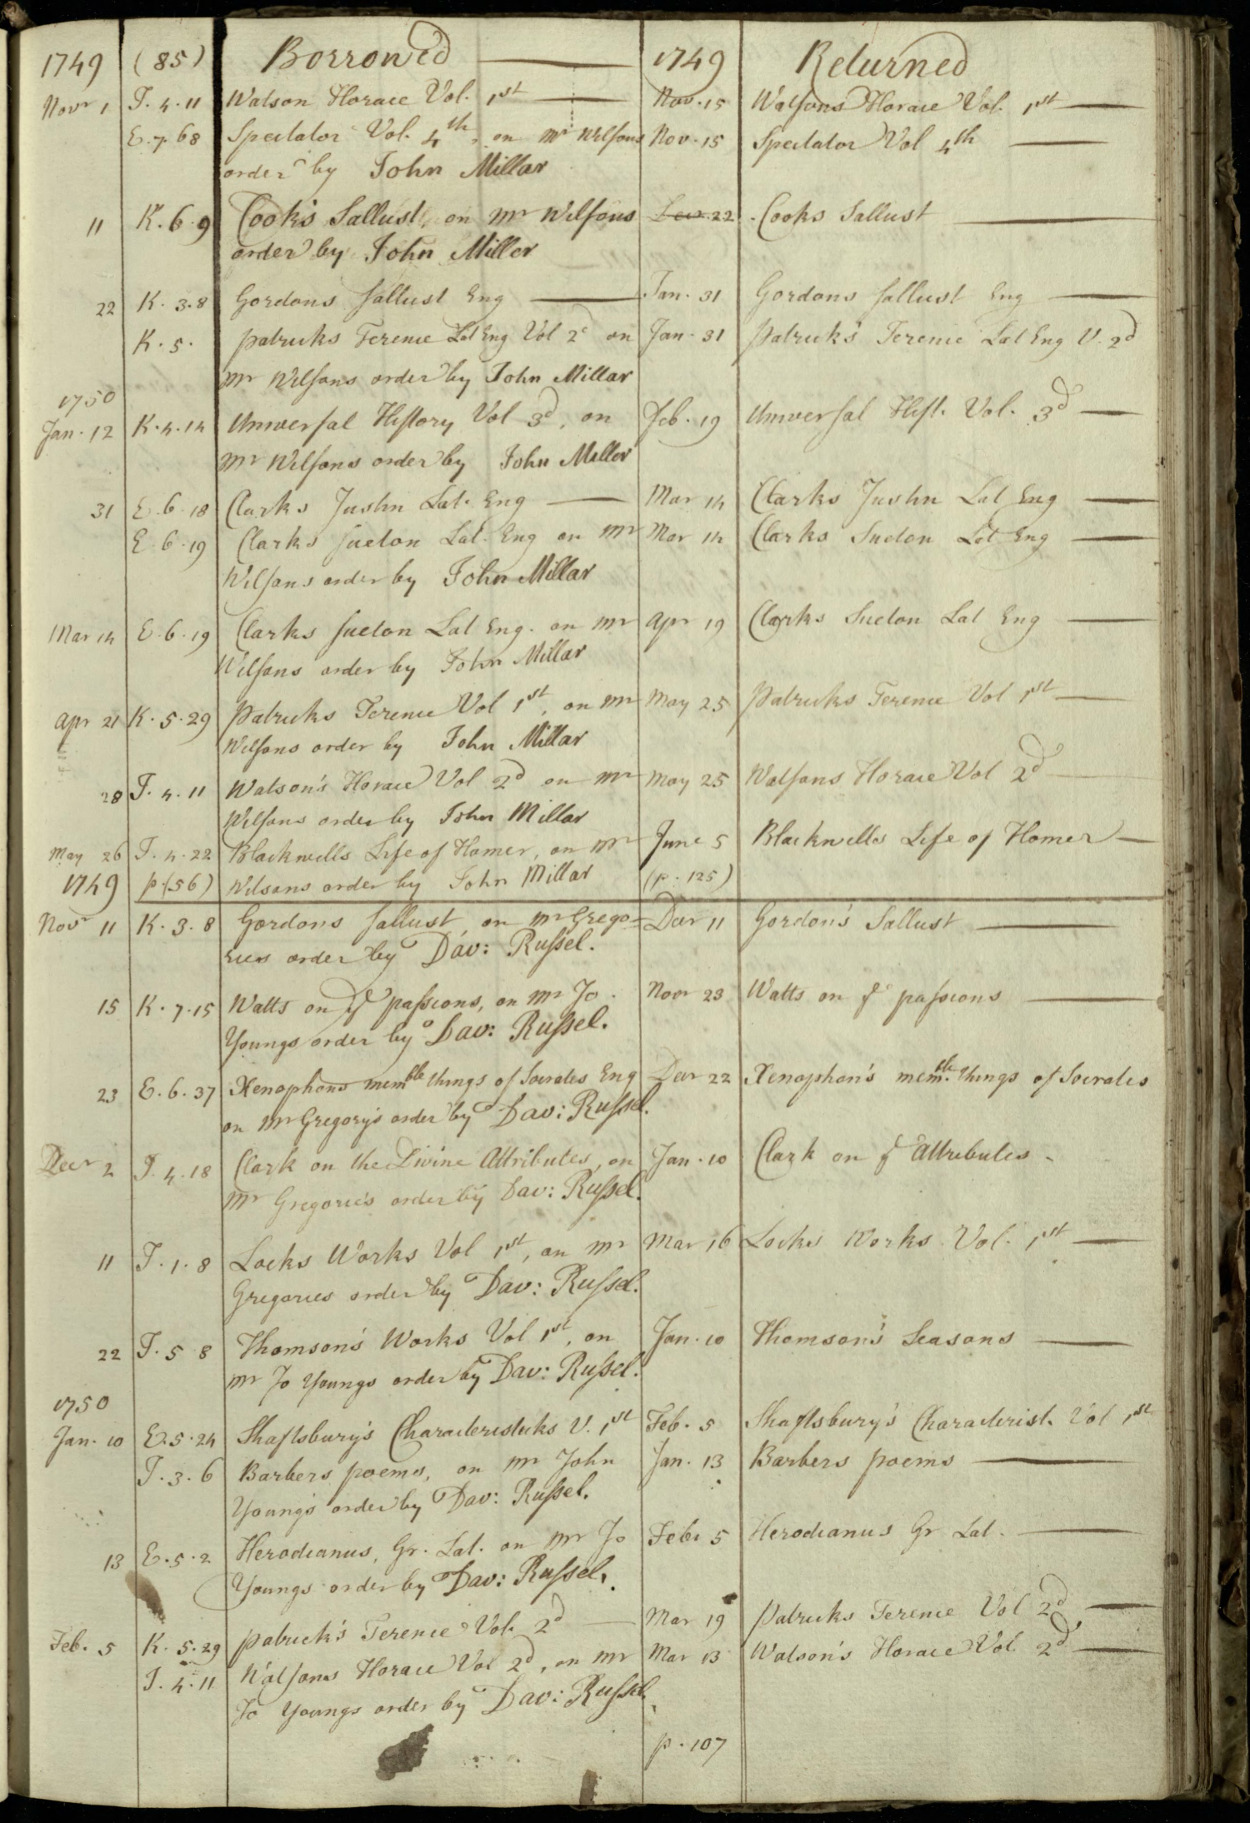 1749 (85) Borrowed 1749 Returned
Novr 1 J. 4. 11 Watson Horace Vol. 1st Nov. 15 Watsons Horace Vol. 1st
E. 7. 68 Spectator Vol. 4th, on Mr Wilsons Nov. 15 Spectator Vol 4th
order by John Millar
11 K. 6. 9 Cook's Sallust, on Mr Wilsons 22 Cooks Sallust
order by John Miller
22 K. 3. 8 Gordons Sallust Eng Jan. 31 Gordons Sallust Eng
K. 5. Patricks Terence Lat Eng Vol 2d on Jan. 31 Patrick's Terence Lat Eng V. 2d
Mr Wilsons order by John Millar
1750
Jan. 12 K. 4. 14 Universal History Vol 3d, on Feb. 19 Universal Hist. Vol. 3d
Mr Wilsons order by John Miller
31 E. 6. 18 Clarks Justin Lat. Eng Mar 14 Clarks Justin Lat Eng
E. 6. 19 Clarks Sueton Lat. Eng on Mr Mar 14 Clarks Sueton Lat Eng
Wilsons order by John Millar
Mar 14 E. 6. 19 Clarks Sueton Lat Eng. on Mr Apr 19 Clarks Sueton Lat Eng
Wilsons order by John Millar
Apr 21 K. 5. 29 Patricks Terence Vol 1st, on Mr May 25 Patricks Terence Vol 1st
Wilsons order by John Millar
28 J. 4. 11 Watson's Horace Vol 2d on Mr May 25 Watsons Horace Vol 2d
Wilsons order by John Millar
May 26 J. 4. 22 Blackwells Life of Homer, on Mr June 5 Blackwells Life of Homer
1749 p (56) Wilsons order by John Millar (p. 125)
Novr 11 K. 3. 8 Gordons Sallust, on Mr Grego= Decr 11 Gordon's Sallust
ries order by Dav: Russel.
15 K. 7. 15 Watts on ye passions, on Mr Jo. Novr 23 Watts on ye passions
Youngs order by Dav: Russel.
23 E. 6. 37 Xenophons memble things of Socrates Eng Decr 22 Xenophon's memble things of Socrates
on Mr Gregory's order by Dav: Russel.
Decr 2 J. 4. 18 Clark on the Divine Attributes, on Jan. 10 Clark on ye Attributes
Mr Gregories order by Dav: Russel.
11 J. 1. 8 Locks Works Vol 1st, on Mr Mar 16 Locks Works Vol. 1st
Gregories order by Dav: Russel.
22 J. 5 8 Thomson's Works Vol 1st, on Jan. 10 Thomson's Seasons
Mr Jo Youngs order by Dav: Russel.
1750
Jan. 10 E. 5. 24 Shaftsbury's Characteristicks V. 1st Feb. 5 Shaftsbury's Characterist. Vol 1st
J. 3. 6 Barbers poems, on Mr John Jan. 13 Barbers poems
Young's order by Dav: Russel.
13 E. 5. 2 Herodianus, Gr. Lat. on Mr Jo Feb. 5 Herodianus Gr Lat.
Youngs order by Dav: Russel.
Feb. 5 K. 5. 29 Patrick's Terence Vol. 2d Mar 19 Patricks Terence Vol 2d
J. 4. 11 Watsons Horace Vol 2d, on Mr Mar 13 Watson's Horace Vol 2d
Jo Youngs order by Dav: Russel
p. 107